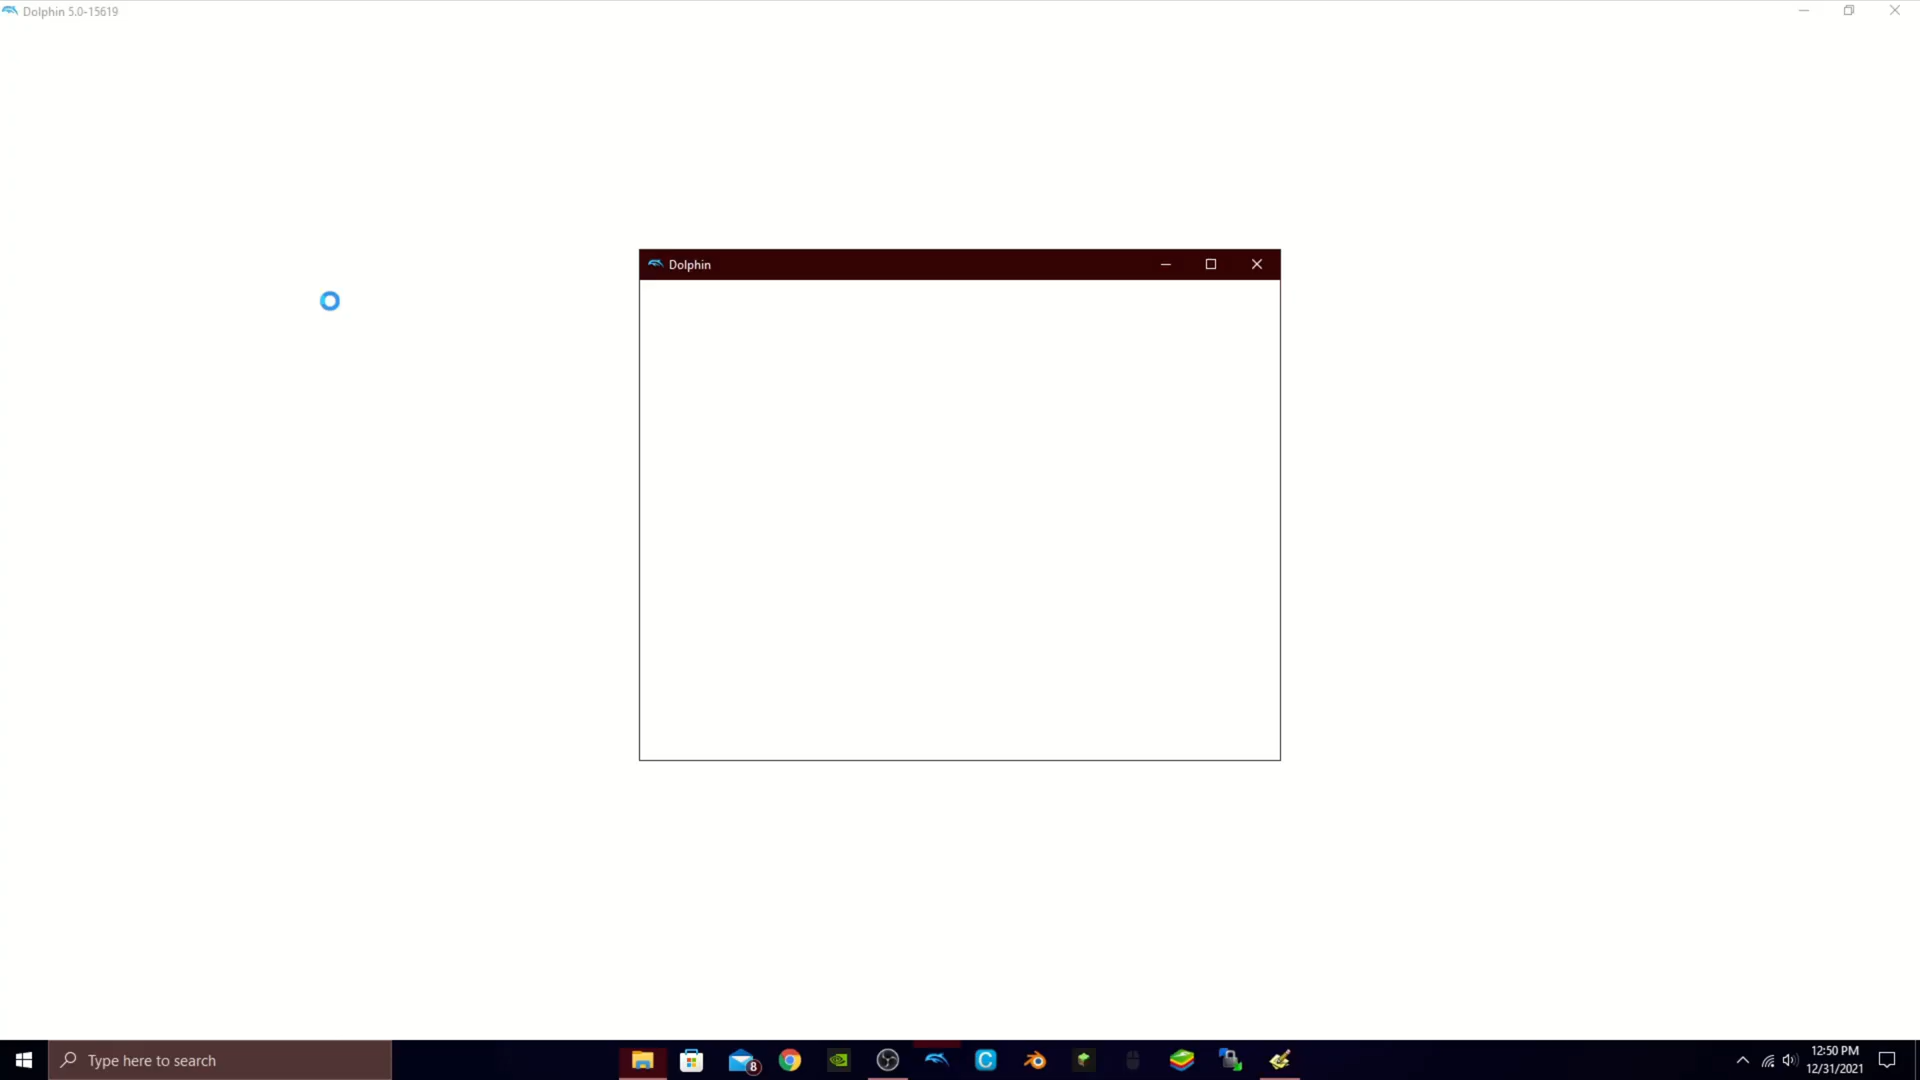 Dolphin 5.0-15619
Dolphin
Type here to search
8
C
12:50 PM
12/31/2021